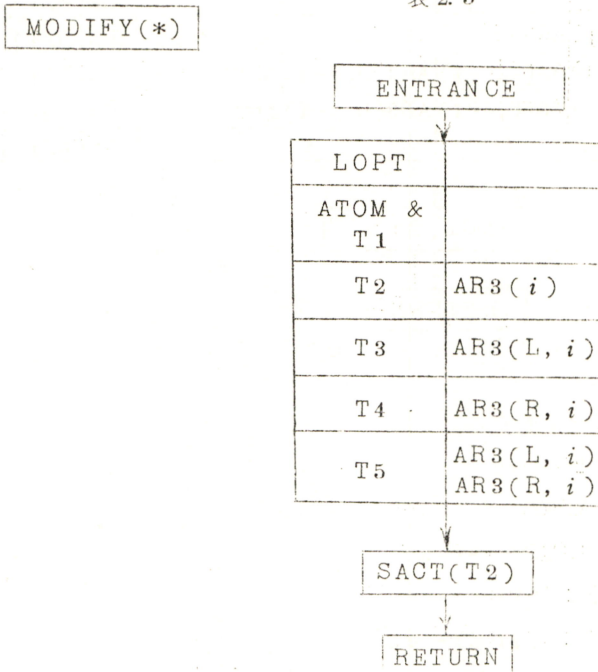 MODIFY(*)
ENTRANCE
LOPT
ATOM &
T1
T2 AR3(i)
T3 AR3(L, i)
T4 AR3(R, i)
T5 AR3(L, i)
AR3(R, i)
SACT(T2)
RETURN